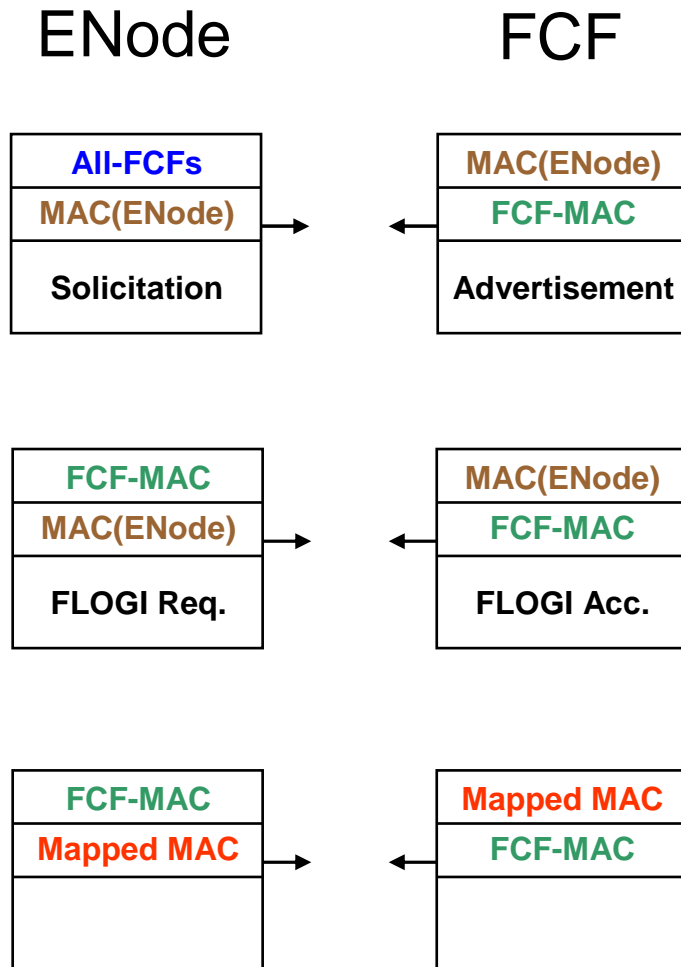 ENode
FCF
All-FCFs
MAC(ENode)
Solicitation
MAC(ENode)
FCF-MAC
Advertisement
FCF-MAC
MAC(ENode)
FLOGI Req.
MAC(ENode)
FCF-MAC
FLOGI Acc.
FCF-MAC
Mapped MAC
Mapped MAC
FCF-MAC